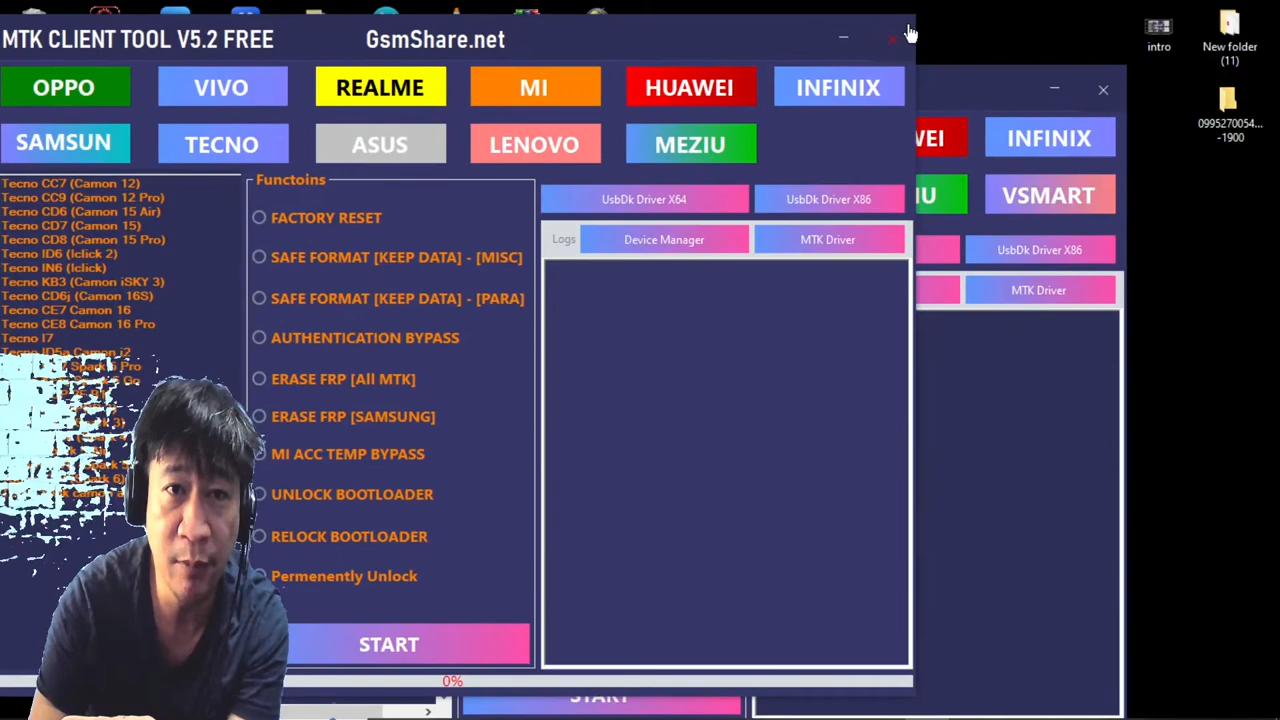 MTK CLIENT TOOL V5.2 FREE
GsmShare.net
OPPO
VIVO
REALME
MI
HUAWEI
INFINIX
SAMSUN
TECNO
ASUS
LENOVO
MEZIU
Tecno CC7 (Camon 12)
Tecno CC9 (Camon 12 Pro)
Tecno CD6 (Camon 15 Air)
Tecno CD7 (Camon 15)
Tecno CD8 (Camon 15 Pro)
Tecno ID6 (Iclick 2)
Tecno IN6 (Iclick)
Tecno KB3 (Camon iSKY 3)
Tecno CD6j (Camon 16S)
Tecno CE7 Camon 16
Tecno CE8 Camon 16 Pro
Tecno I7
Tecno ID5a Camon i2
Functoins
FACTORY RESET
SAFE FORMAT [KEEP DATA] - [MISC]
SAFE FORMAT [KEEP DATA] - [PARA]
AUTHENTICATION BYPASS
ERASE FRP [All MTK]
ERASE FRP [SAMSUNG]
MI ACC TEMP BYPASS
UNLOCK BOOTLOADER
RELOCK BOOTLOADER
Permenently Unlock
START
0%
UsbDk Driver X64
UsbDk Driver X86
Logs
Device Manager
MTK Driver
INFINIX
VSMART
UsbDk Driver X86
MTK Driver
START
intro
New folder
(11)
0995270054...
-1900